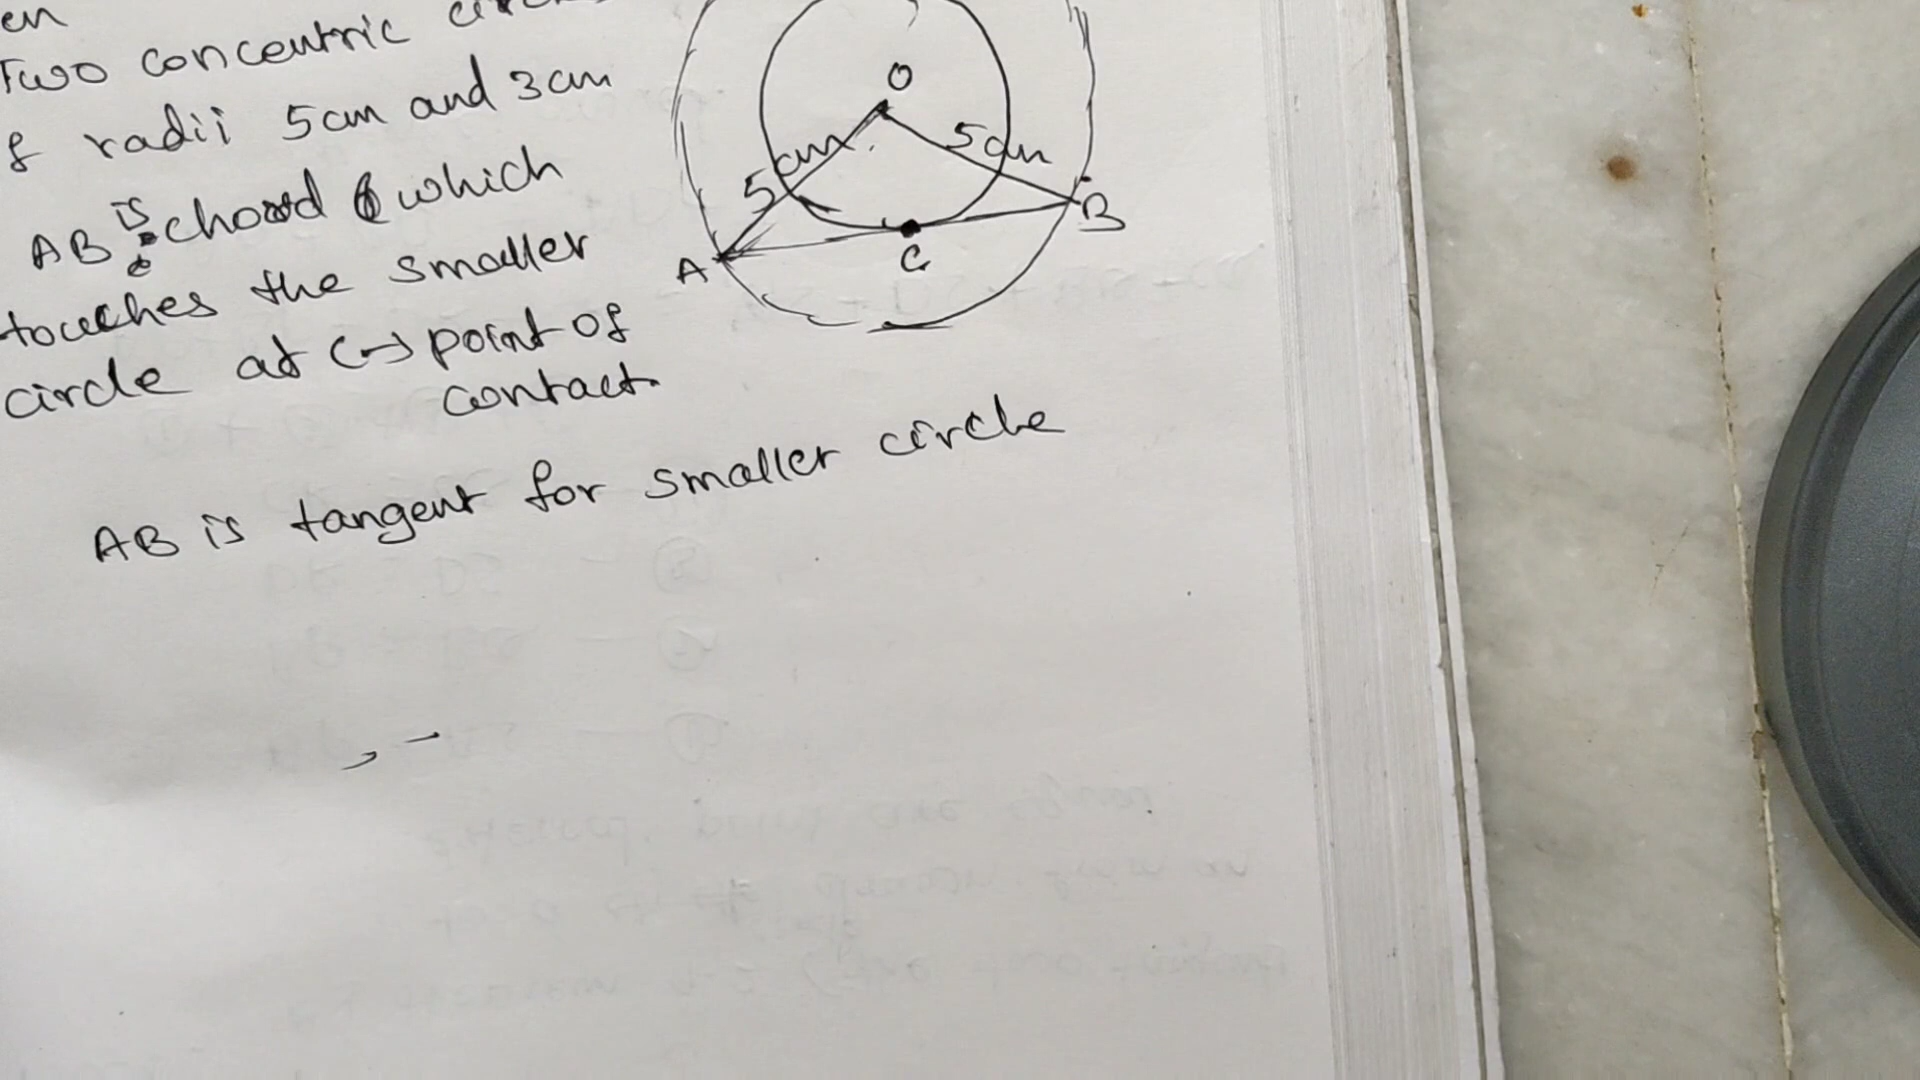 en
Two concentric
f radii 5cm and 3cm
AB is chord which
touches the smaller
circle at C→ point of
contact.
O
5cm
5cm
A
B
C
AB is tangent for smaller circle